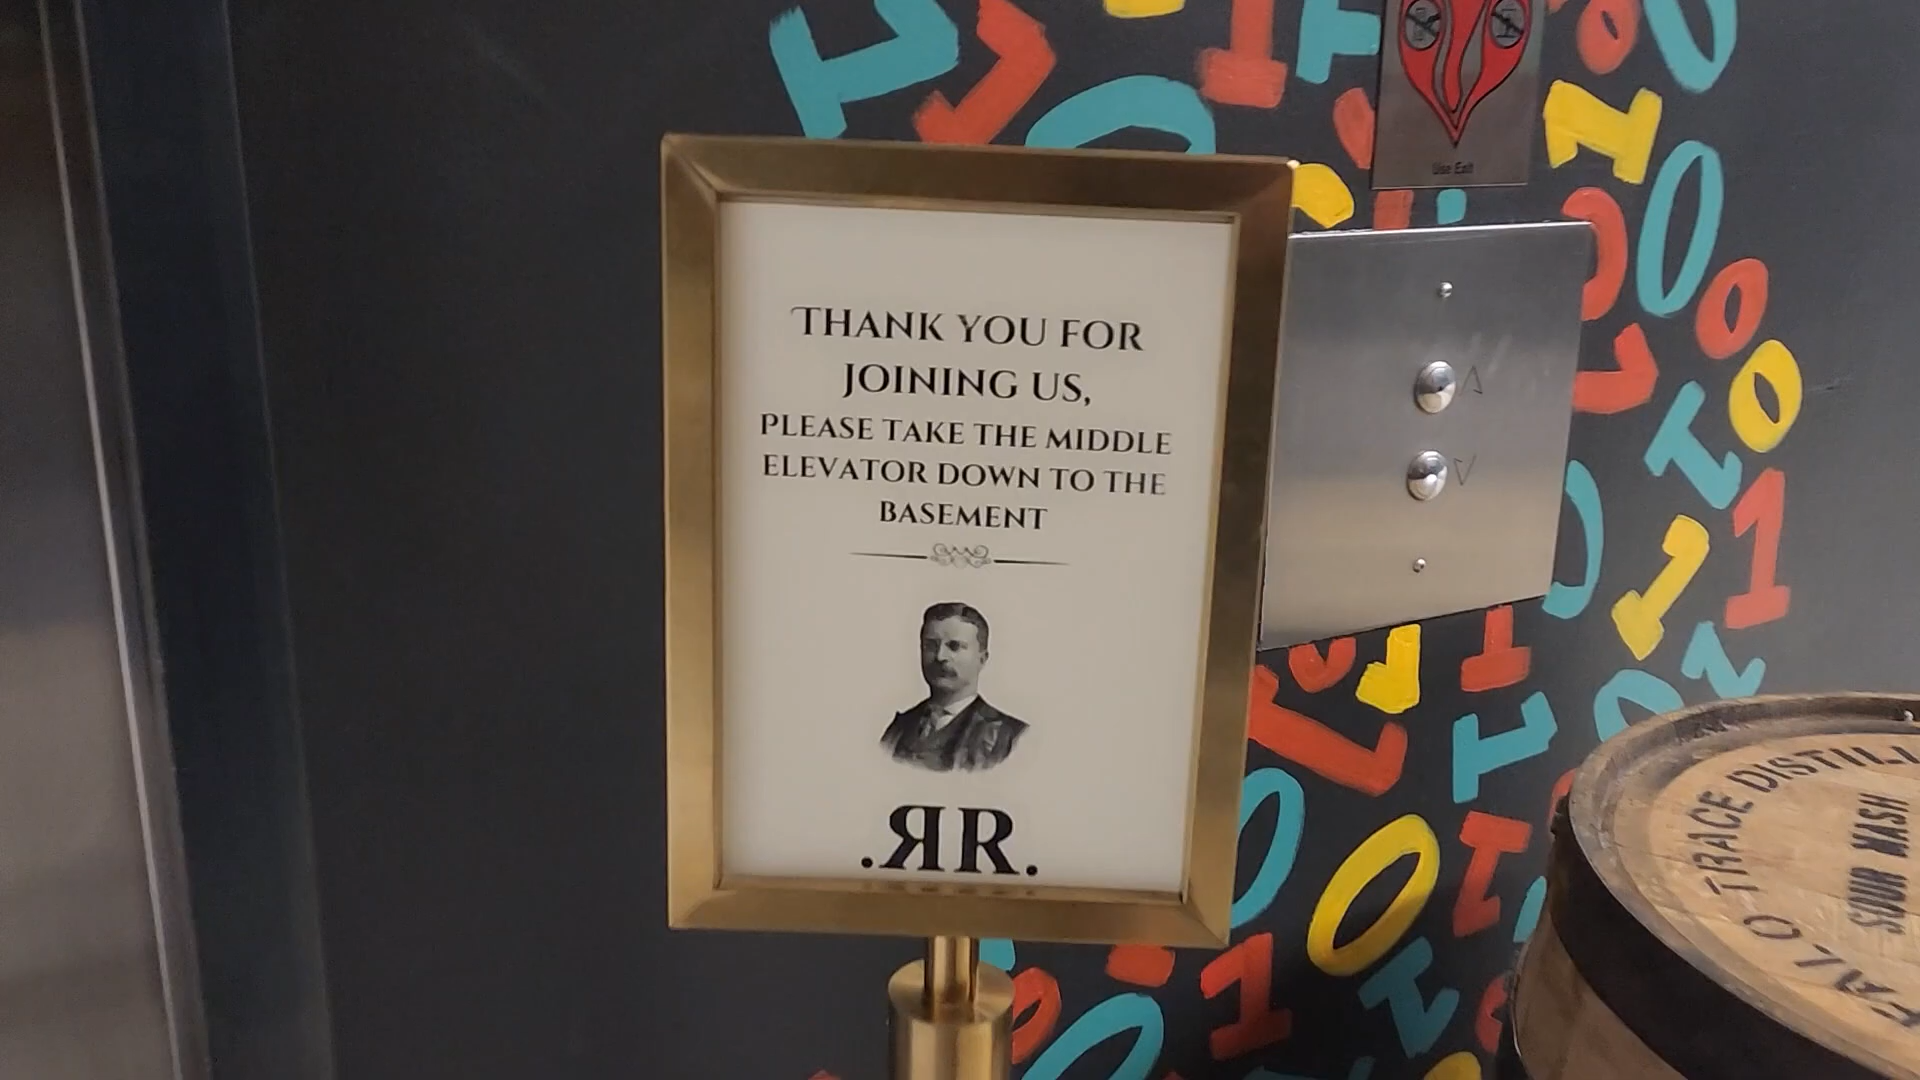 THANK YOU FOR
JOINING US,
PLEASE TAKE THE MIDDLE
ELEVATOR DOWN TO THE
BASEMENT
.ЯR.
Use Exit
TRACE DISTILL
SOUR MASH